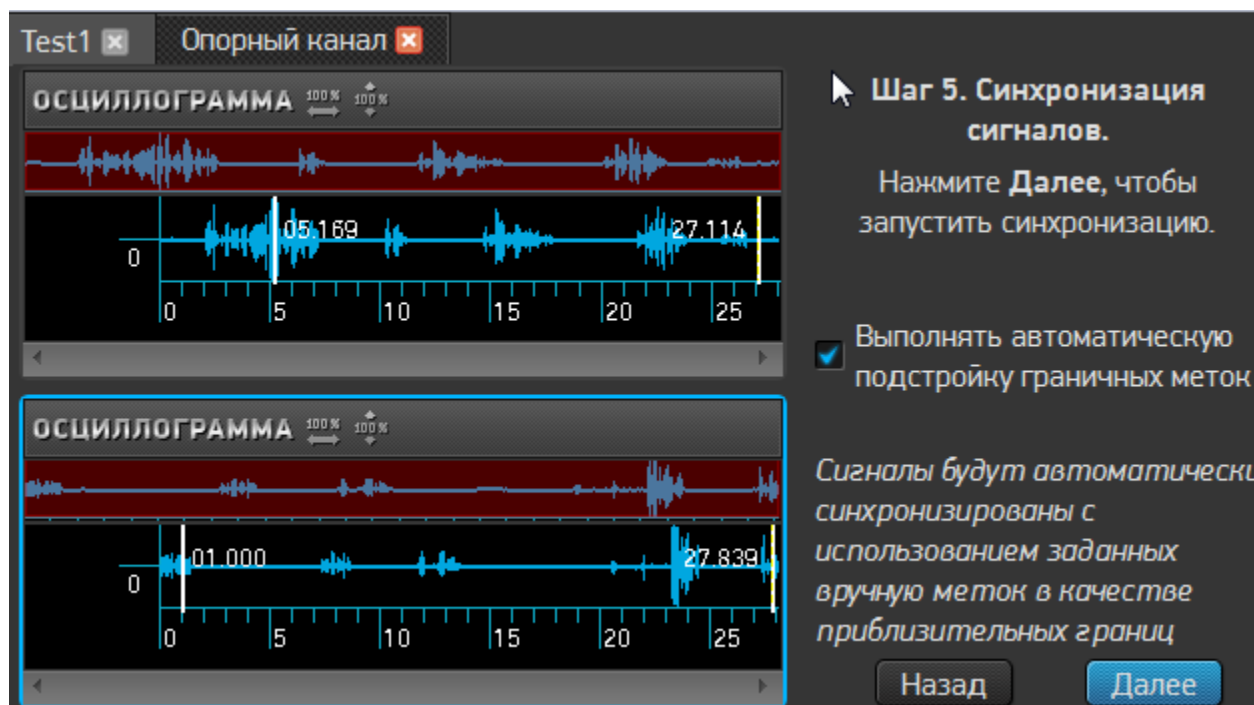 Test1
Опорный канал
ОСЦИЛЛОГРАММА 100% 100%
05.169 27.114
0
0 5 10 15 20 25
ОСЦИЛЛОГРАММА 100% 100%
01.000 27.839
0
0 5 10 15 20 25
Шаг 5. Синхронизация
сигналов.
Нажмите Далее, чтобы
запустить синхронизацию.
Выполнять автоматическую
подстройку граничных меток
Сигналы будут автоматически
синхронизированы с
использованием заданных
вручную меток в качестве
приблизительных границ
Назад Далее